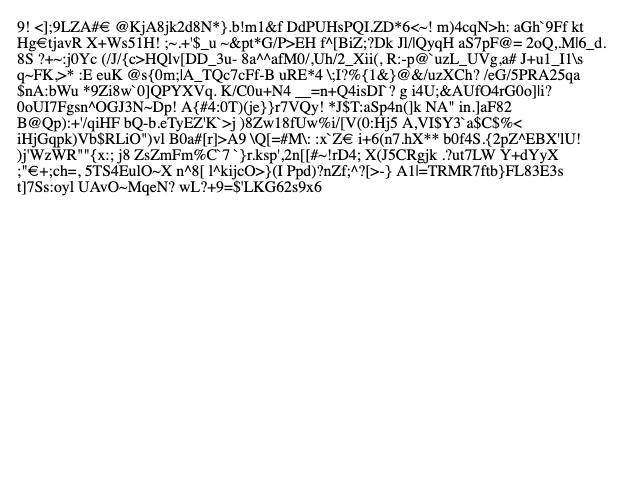 9! <];9LZA#€ @KjA8jk2d8N*}.b!m1&f DdPUHsPQI.ZD*6<~! m)4cqN>h: aGh`9Ff kt
Hg€tjavR X+Ws51H! ;~.+'$_u ~&pt*G/P>EH f^[BiZ;?Dk Jl/|QyqH aS7pF@= 2oQ,.M|6_d.
8S ?+~:j0Yc (/J/{c>HQlv[DD_3u- 8a^^afM0/,Uh/2_Xii(, R:-p@`uzL_UVg,a# J+u1_I1\s
q~FK,>* :E euK @s{0m;|A_TQc7cFf-B uRE*4 \;I?%{1&}@&/uzXCh? /eG/5PRA25qa
$nA:bWu *9Zi8w`0]QPYXVq. K/C0u+N4 __=n+Q4isDI`? g i4U;&AUfO4rG0o]li?
0oUI7Fgsn^OGJ3N~Dp! A{#4:0T)(je}}r7VQy! *J$T:aSp4n(]k NA" in.]aF82
B@Qp):+'/qiHF bQ-b.eTyEZ'K`>j )8Zw18fUw%i/[V(0:Hj5 A,VI$Y3`a$C$%<
iHjGqpk)Vb$RLiO")vl B0a#[r]>A9 \Q[=#M\: :x`Z€ i+6(n7.hX** b0f4S.{2pZ^EBX'lU!
)j'WzWR""{x:; j8 ZsZmFm%C`7`}r.ksp',2n[[#~!rD4; X(J5CRgjk .?ut7LW Y+dYyX
;"€+;ch=, 5TS4EulO~X n^8[ l^kijcO>}(I Ppd)?nZf;^?[>-} A1|=TRMR7ftb}FL83E3s
t]7Ss:oyl UAvO~MqeN? wL?+9=$'LKG62s9x6